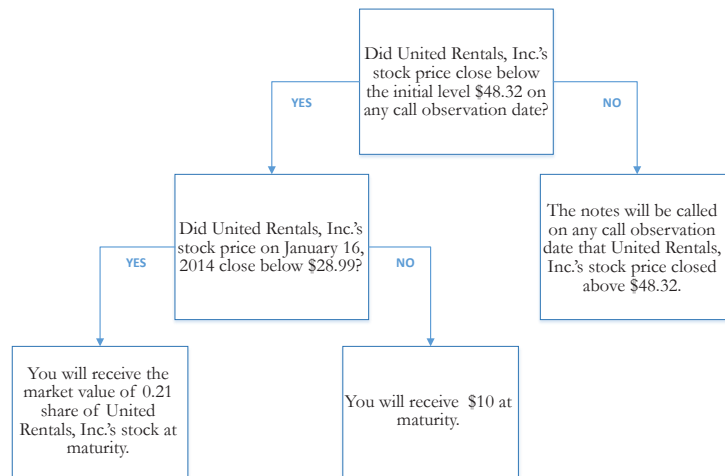 Did United Rentals, Inc.'s
stock price close below
the initial level $48.32 on
any call observation date?
YES
NO
Did United Rentals, Inc.'s
stock price on January 16,
2014 close below $28.99?
The notes will be called
on any call observation
date that United Rentals,
Inc.'s stock price closed
above $48.32.
YES
NO
You will receive the
market value of 0.21
share of United
Rentals, Inc.'s stock at
maturity.
You will receive $10 at
maturity.